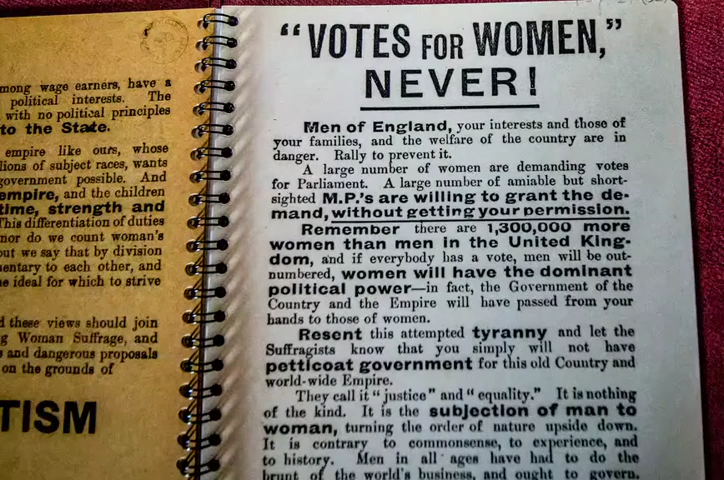 mong wage earners, have a
political interests. The
with no political principles
to the State.
empire like ours, whose
lions of subject races, wants
government possible. And
empire, and the children
time, strength and
This differentiation of duties
nor do we count woman's
out we say that by division
mentary to each other, and
e ideal for which to strive
d these views should join
g Woman Suffrage, and
s and dangerous proposals
on the grounds of
TISM
"VOTES FOR WOMEN,"
NEVER!
Men of England, your interests and those of
your families, and the welfare of the country are in
danger. Rally to prevent it.
A large number of women are demanding votes
for Parliament. A large number of amiable but short-
sighted M.P.'s are willing to grant the de-
mand, without getting your permission.
Remember there are 1,300,000 more
women than men in the United King-
dom, and if everybody has a vote, men will be out-
numbered, women will have the dominant
political power—in fact, the Government of the
Country and the Empire will have passed from your
hands to those of women.
Resent this attempted tyranny and let the
Suffragists know that you simply will not have
petticoat government for this old Country and
world-wide Empire.
They call it "justice" and "equality." It is nothing
of the kind. It is the subjection of man to
woman, turning the order of nature upside down.
It is contrary to commonsense, to experience, and
to history. Men in all ages have had to do the
brunt of the world's business, and ought to govern.